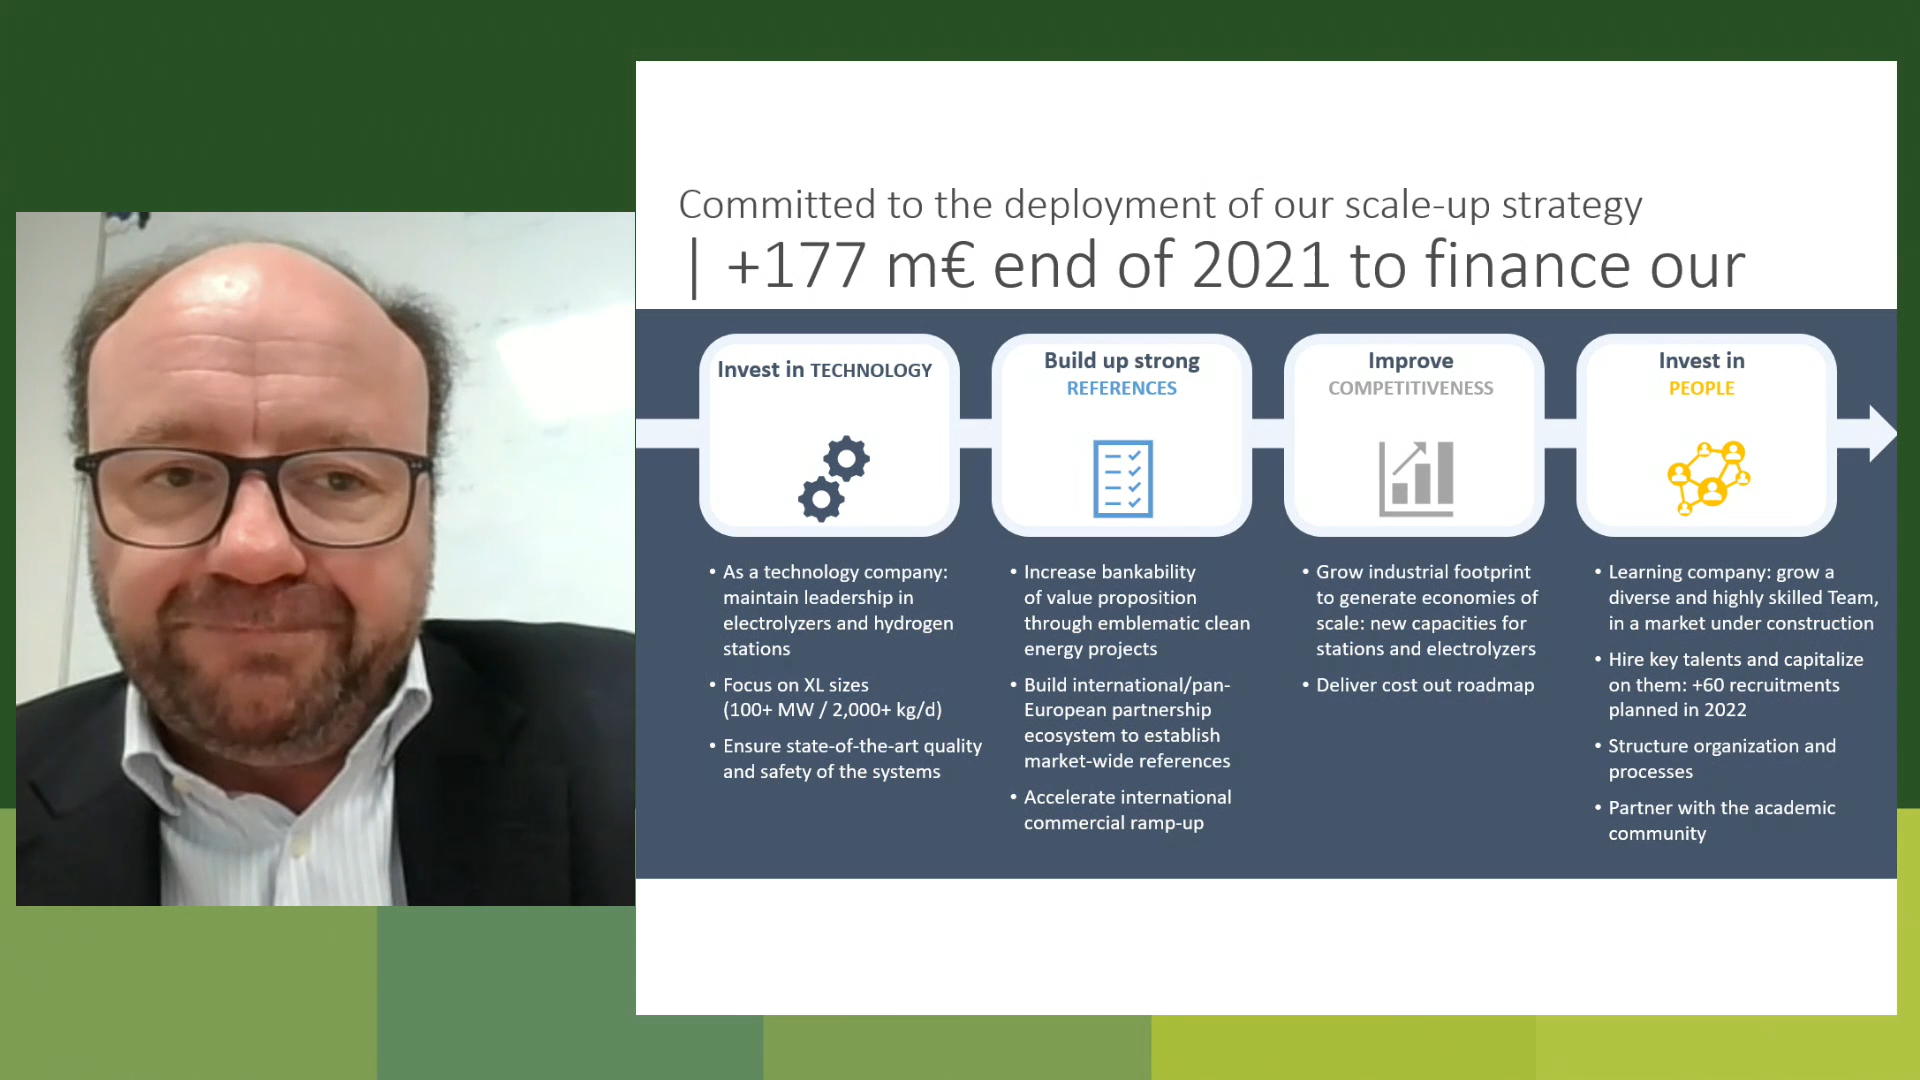 Committed to the deployment of our scale-up strategy
| +177 m€ end of 2021 to finance our
Invest in TECHNOLOGY
Build up strong
REFERENCES
Improve
COMPETITIVENESS
Invest in
PEOPLE
• As a technology company:
maintain leadership in
electrolyzers and hydrogen
stations
• Focus on XL sizes
(100+ MW / 2,000+ kg/d)
• Ensure state-of-the-art quality
and safety of the systems
• Increase bankability
of value proposition
through emblematic clean
energy projects
• Build international/pan-
European partnership
ecosystem to establish
market-wide references
• Accelerate international
commercial ramp-up
• Grow industrial footprint
to generate economies of
scale: new capacities for
stations and electrolyzers
• Deliver cost out roadmap
• Learning company: grow a
diverse and highly skilled Team,
in a market under construction
• Hire key talents and capitalize
on them: +60 recruitments
planned in 2022
• Structure organization and
processes
• Partner with the academic
community